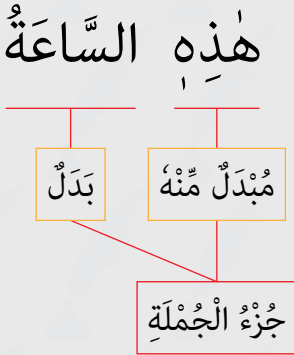 هٰذِهٖ السَّاعَةُ
مُبْدَلٌ مِّنْهٗ بَدَلٌ
جُزْءُ الْجُمْلَةِ